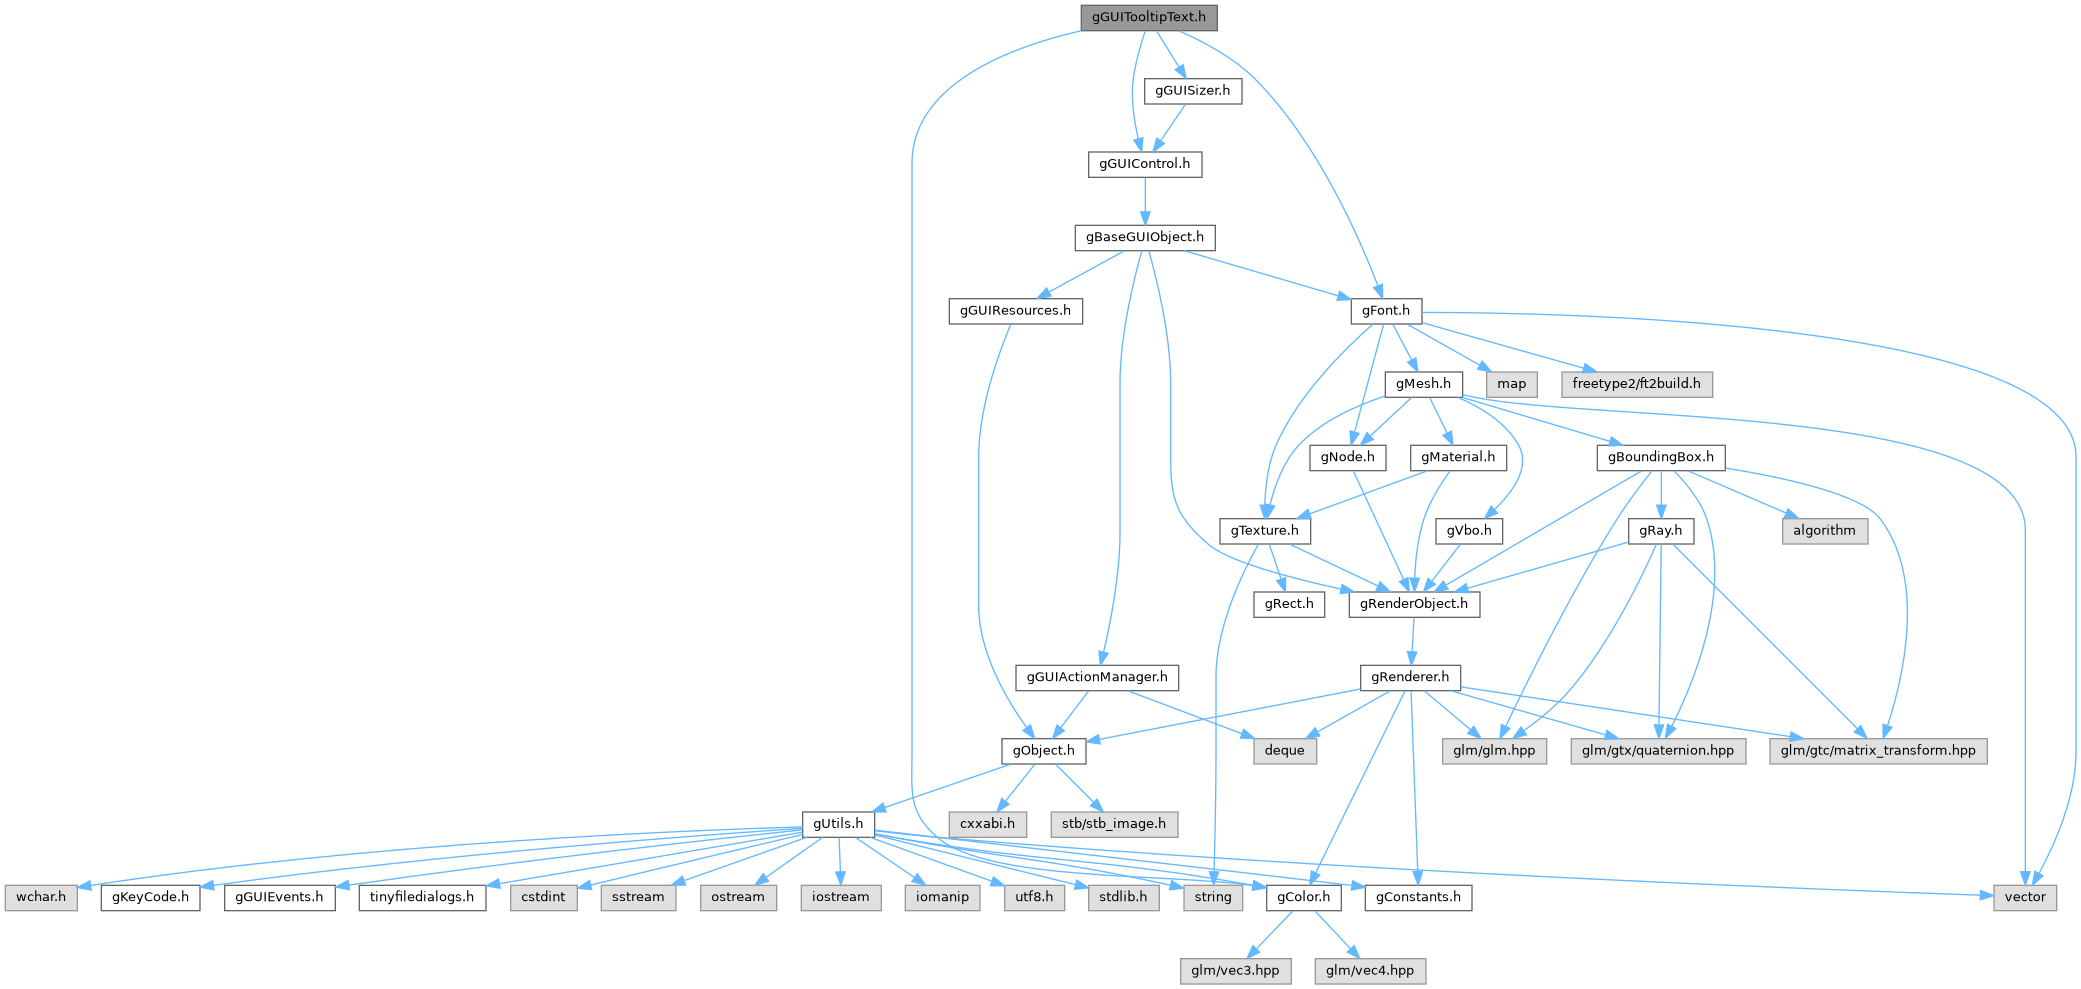 gGUITooltipText.h
gGUISizer.h
gGUIControl.h
gBaseGUIObject.h
gGUIResources.h
gFont.h
gMesh.h
map
freetype2/ft2build.h
gNode.h
gMaterial.h
gBoundingBox.h
gTexture.h
gVbo.h
gRay.h
algorithm
gRect.h
gRenderObject.h
gGUIActionManager.h
gRenderer.h
gObject.h
deque
glm/glm.hpp
glm/gtx/quaternion.hpp
glm/gtc/matrix_transform.hpp
gUtils.h
cxxabi.h
stb/stb_image.h
wchar.h
gKeyCode.h
gGUIEvents.h
tinyfiledialogs.h
cstdint
sstream
ostream
iostream
iomanip
utf8.h
stdlib.h
string
gColor.h
gConstants.h
vector
glm/vec3.hpp
glm/vec4.hpp